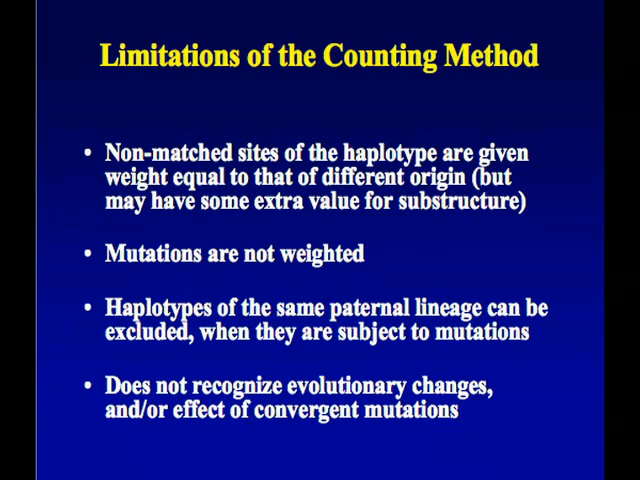 Limitations of the Counting Method
• Non-matched sites of the haplotype are given
weight equal to that of different origin (but
may have some extra value for substructure)
• Mutations are not weighted
• Haplotypes of the same paternal lineage can be
excluded, when they are subject to mutations
• Does not recognize evolutionary changes,
and/or effect of convergent mutations